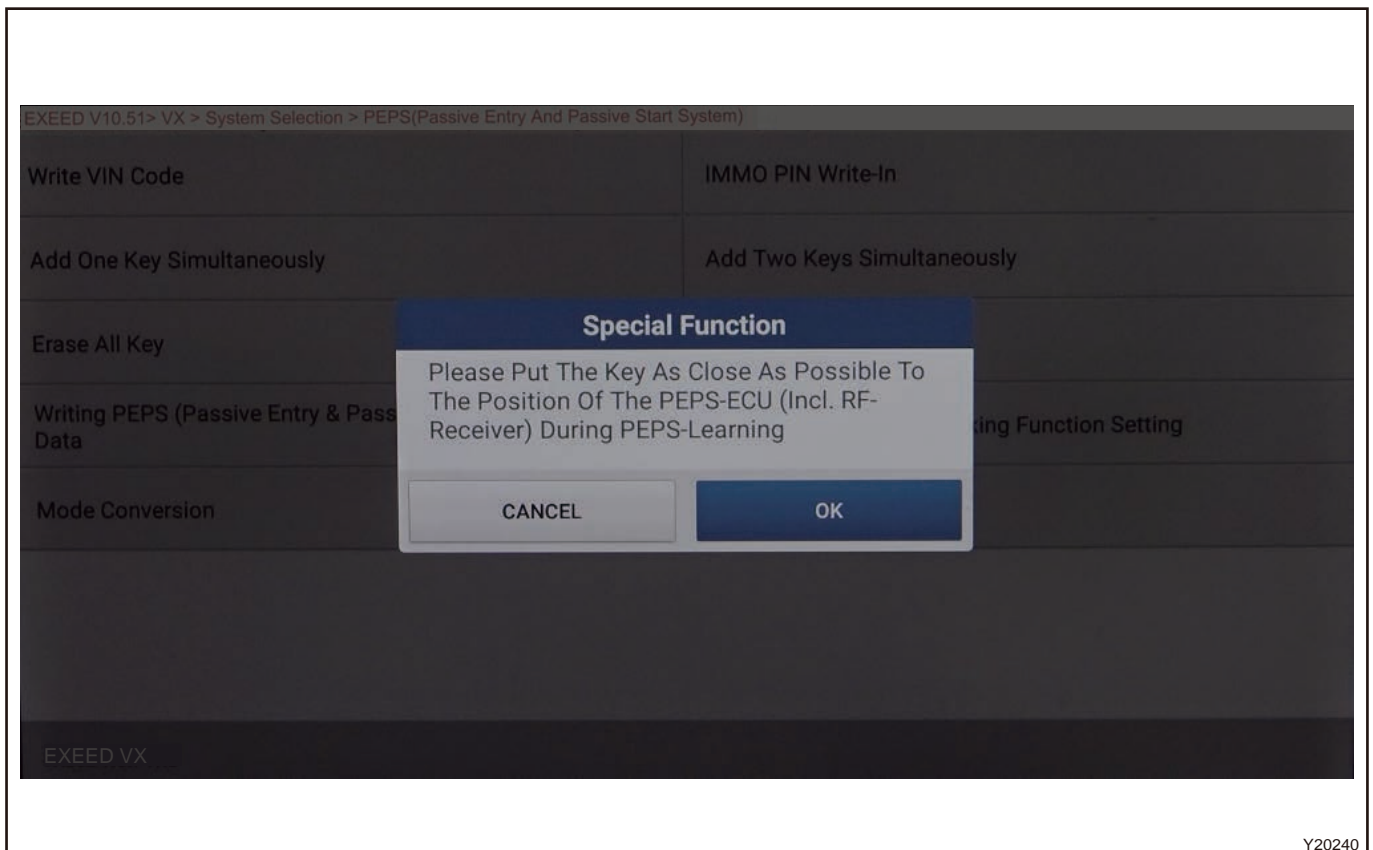 EXEED V10.51> VX > System Selection > PEPS(Passive Entry And Passive Start System)
Write VIN Code
IMMO PIN Write-In
Add One Key Simultaneously
Add Two Keys Simultaneously
Special Function
Erase All Key
Please Put The Key As Close As Possible To
The Position Of The PEPS-ECU (Incl. RF-
Receiver) During PEPS-Learning
Writing PEPS (Passive Entry & Pass
Data
king Function Setting
Mode Conversion
CANCEL
OK
EXEED VX
Y20240